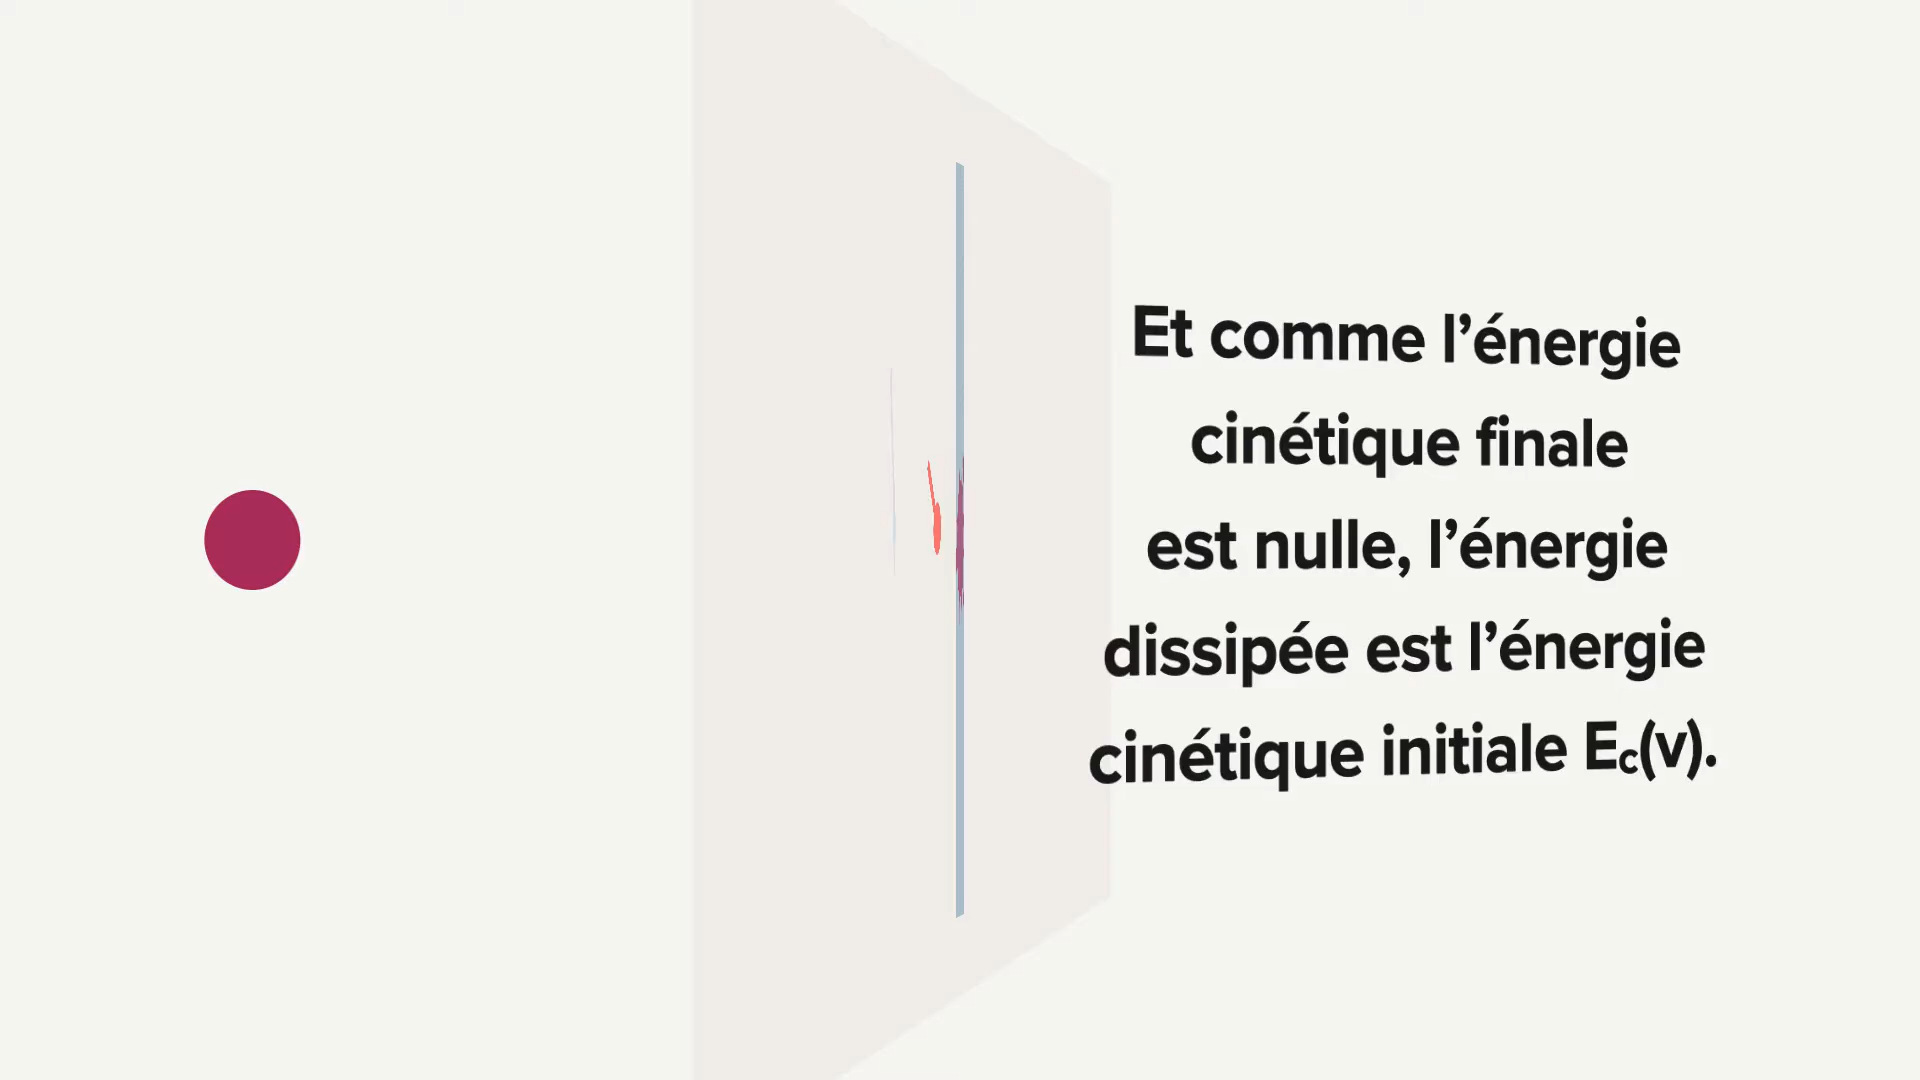 Et comme l’énergie
cinétique finale
est nulle, l’énergie
dissipée est l’énergie
cinétique initiale Ec(v).